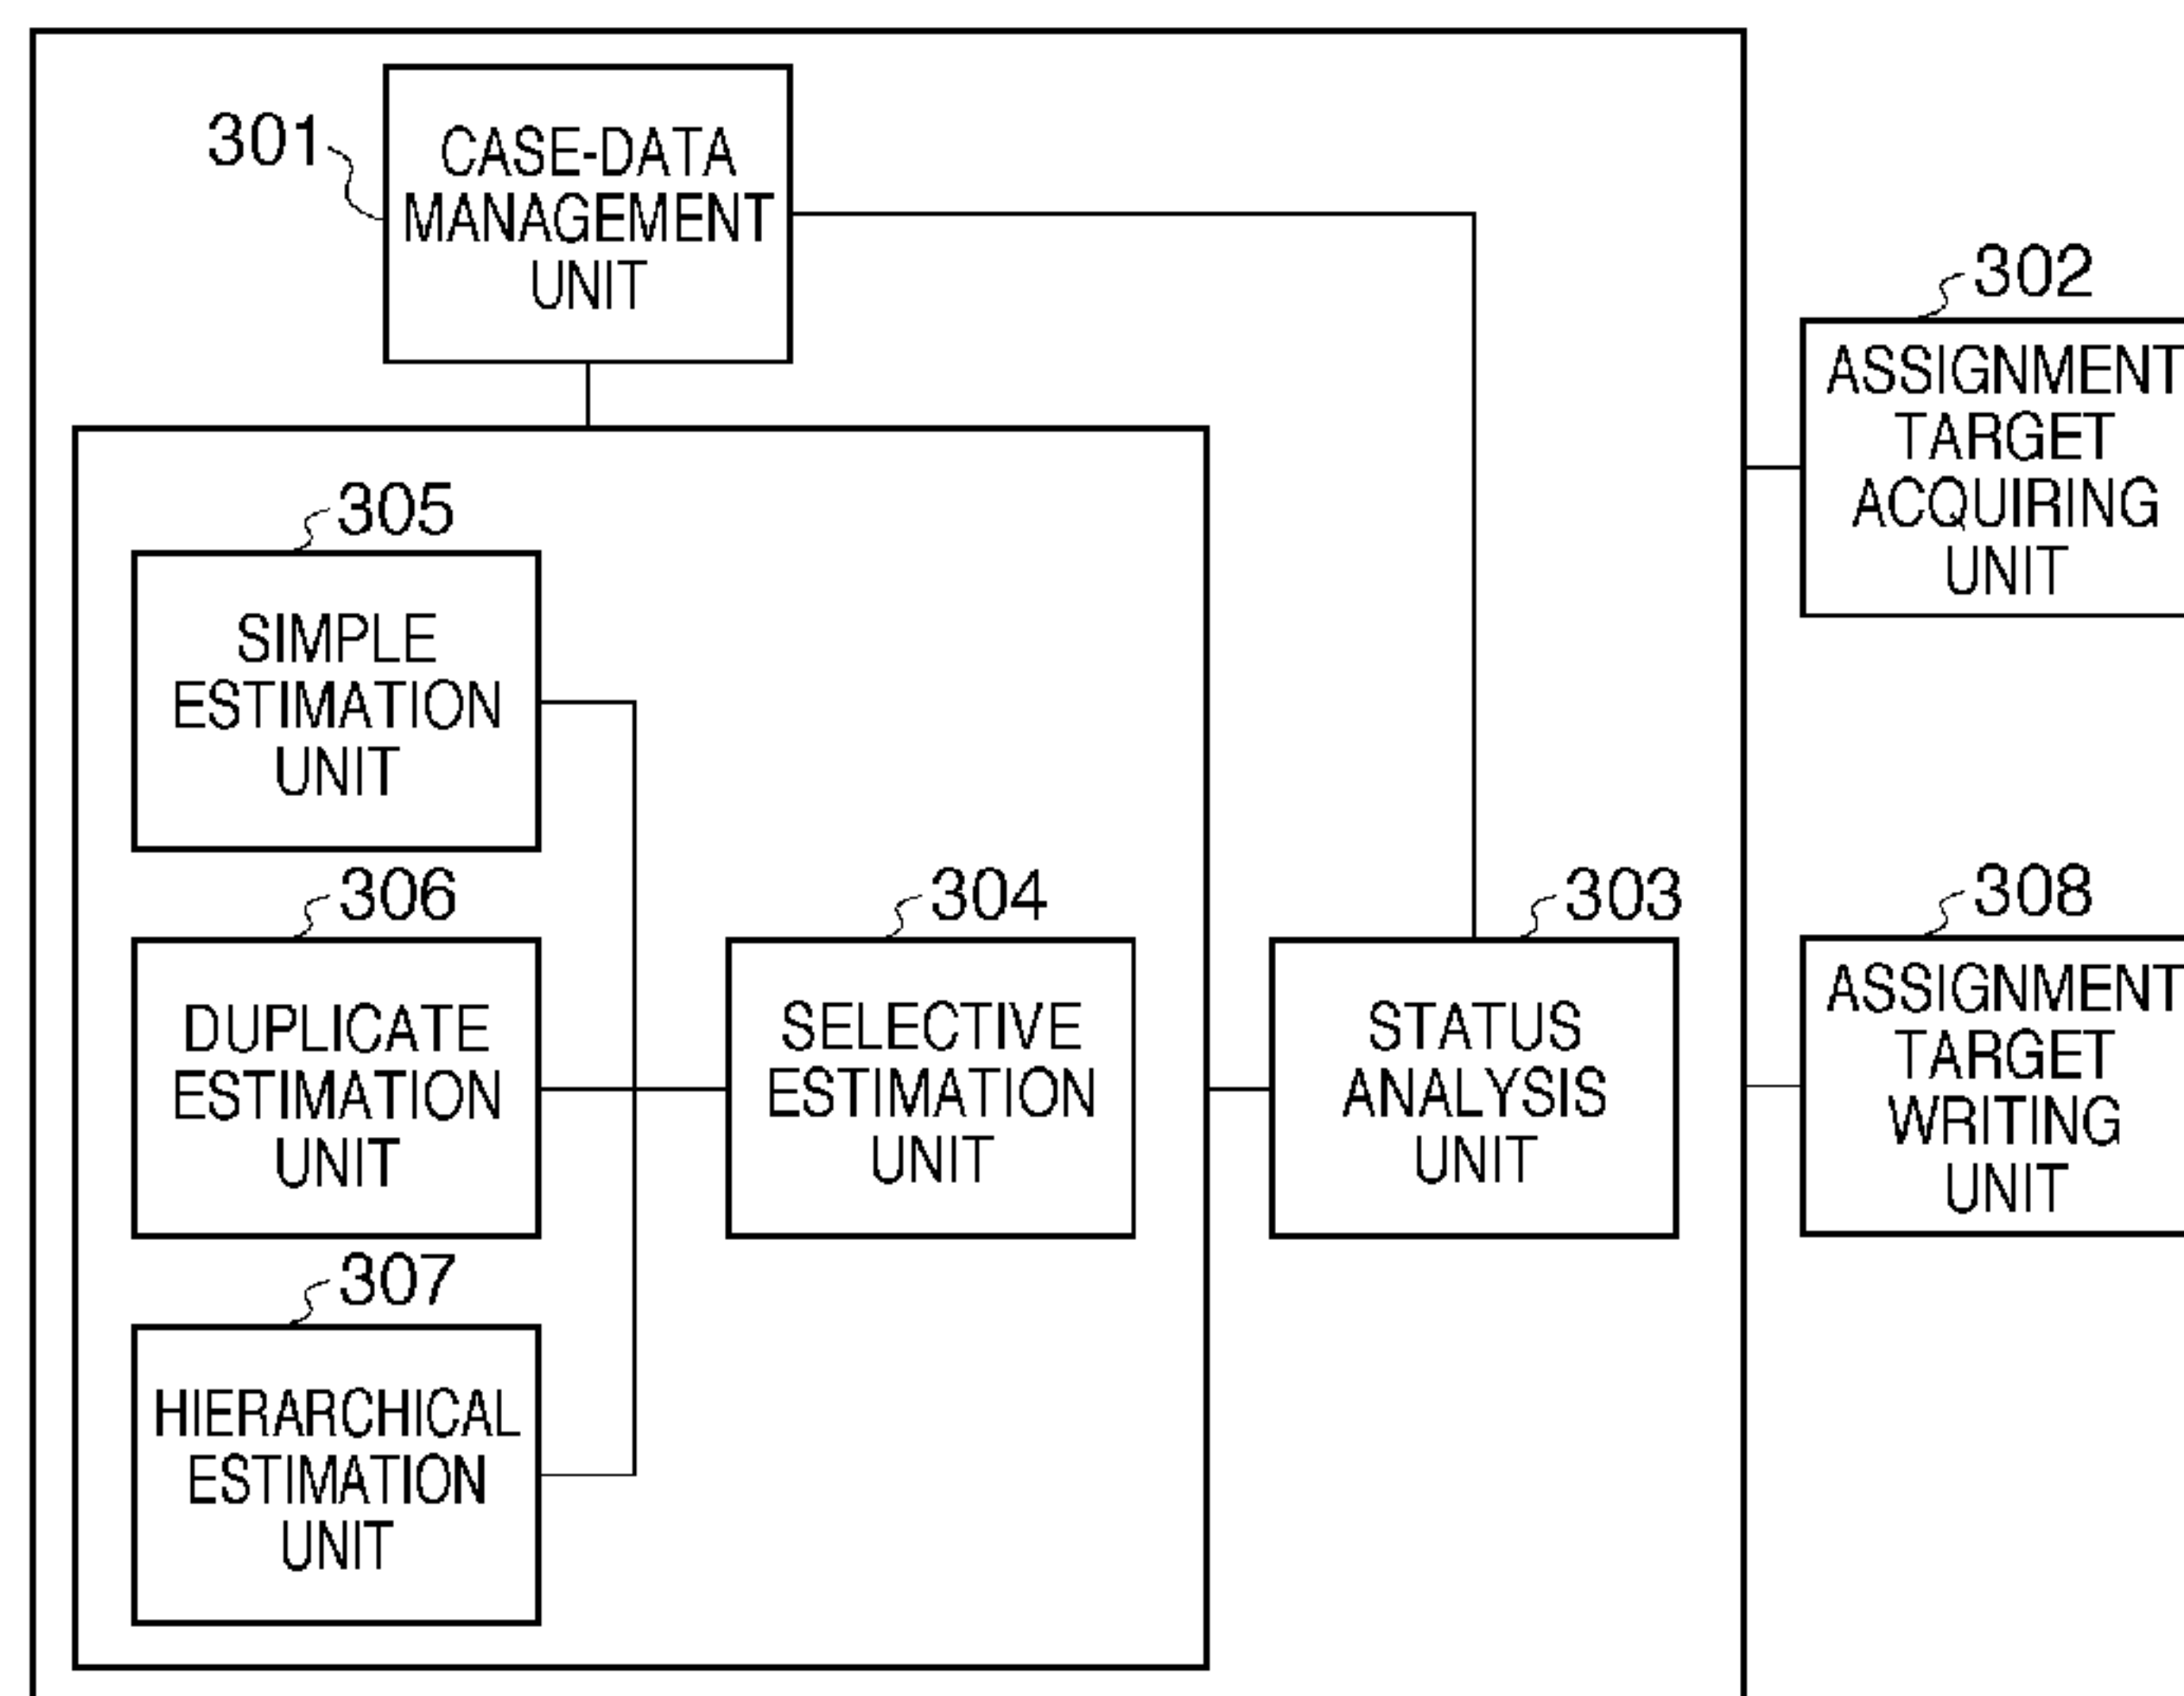 301
CASE-DATA
MANAGEMENT
UNIT
302
ASSIGNMENT
TARGET
ACQUIRING
UNIT
305
SIMPLE
ESTIMATION
UNIT
306
DUPLICATE
ESTIMATION
UNIT
304
SELECTIVE
ESTIMATION
UNIT
303
STATUS
ANALYSIS
UNIT
308
ASSIGNMENT
TARGET
WRITING
UNIT
307
HIERARCHICAL
ESTIMATION
UNIT